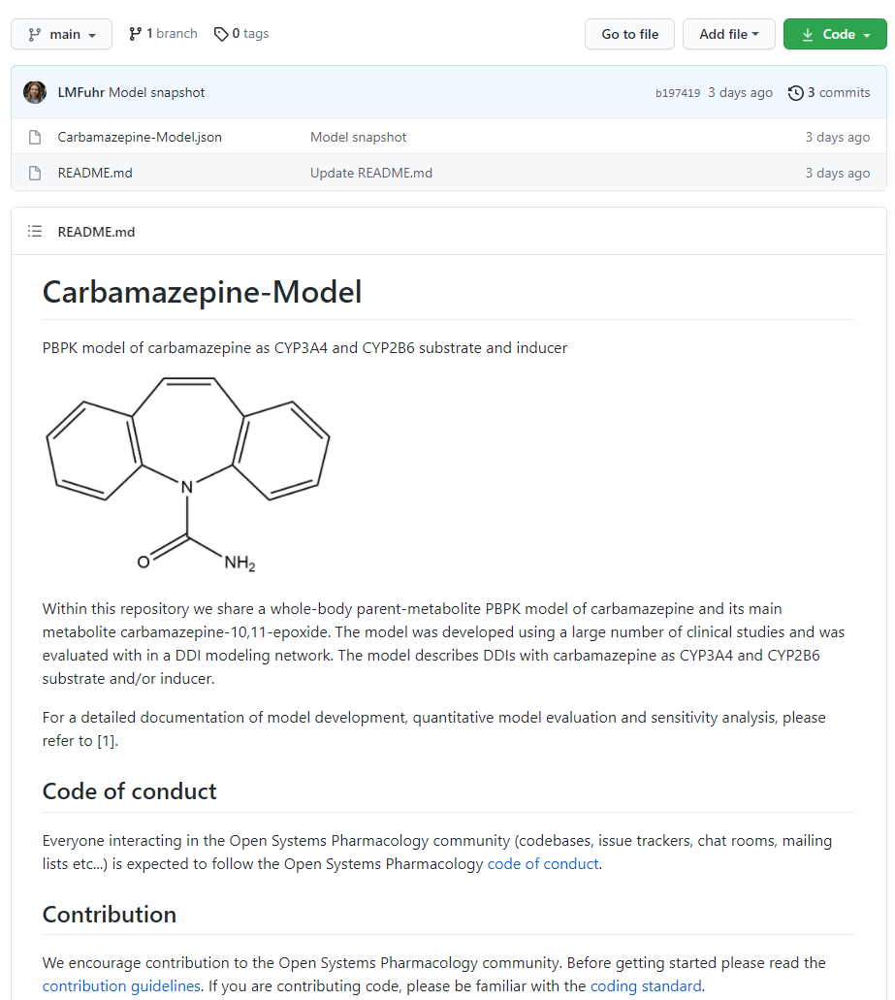 main
1 branch
0 tags
Go to file
Add file
Code
LMFuhr Model snapshot
b197419 3 days ago
3 commits
Carbamazepine-Model.json Model snapshot 3 days ago
README.md Update README.md 3 days ago
README.md
Carbamazepine-Model
PBPK model of carbamazepine as CYP3A4 and CYP2B6 substrate and inducer
N
O
NH2
Within this repository we share a whole-body parent-metabolite PBPK model of carbamazepine and its main
metabolite carbamazepine-10,11-epoxide. The model was developed using a large number of clinical studies and was
evaluated with in a DDI modeling network. The model describes DDIs with carbamazepine as CYP3A4 and CYP2B6
substrate and/or inducer.
For a detailed documentation of model development, quantitative model evaluation and sensitivity analysis, please
refer to [1].
Code of conduct
Everyone interacting in the Open Systems Pharmacology community (codebases, issue trackers, chat rooms, mailing
lists etc...) is expected to follow the Open Systems Pharmacology code of conduct.
Contribution
We encourage contribution to the Open Systems Pharmacology community. Before getting started please read the
contribution guidelines. If you are contributing code, please be familiar with the coding standard.